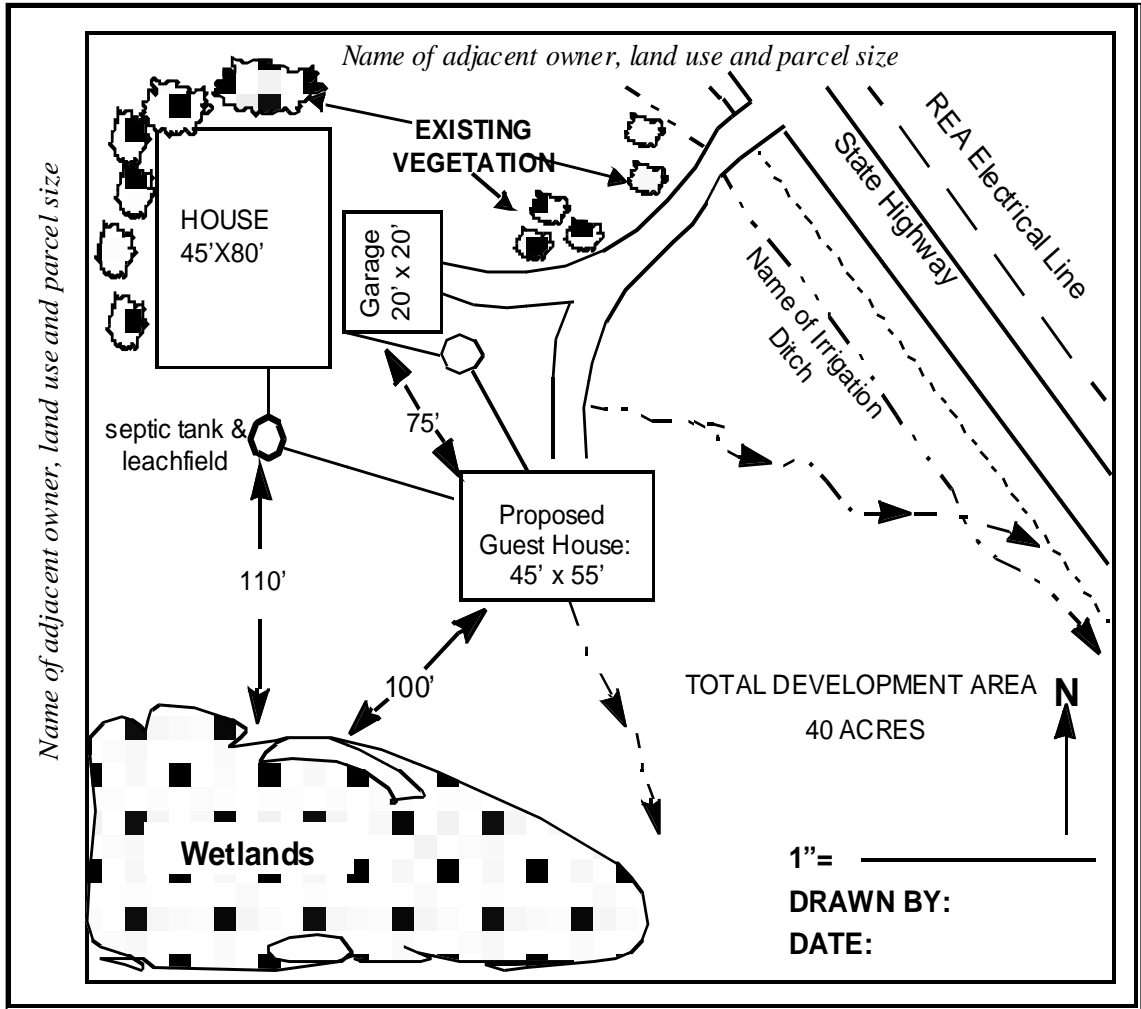 Name of adjacent owner, land use and parcel size
Name of adjacent owner, land use and parcel size
EXISTING
VEGETATION
REA Electrical Line
State Highway
HOUSE
45'X80'
Garage
20' x 20'
Name of Irrigation
Ditch
75'
septic tank &
leachfield
Proposed
Guest House:
45' x 55'
110'
100'
TOTAL DEVELOPMENT AREA
40 ACRES
N
Wetlands
1”=
DRAWN BY:
DATE: